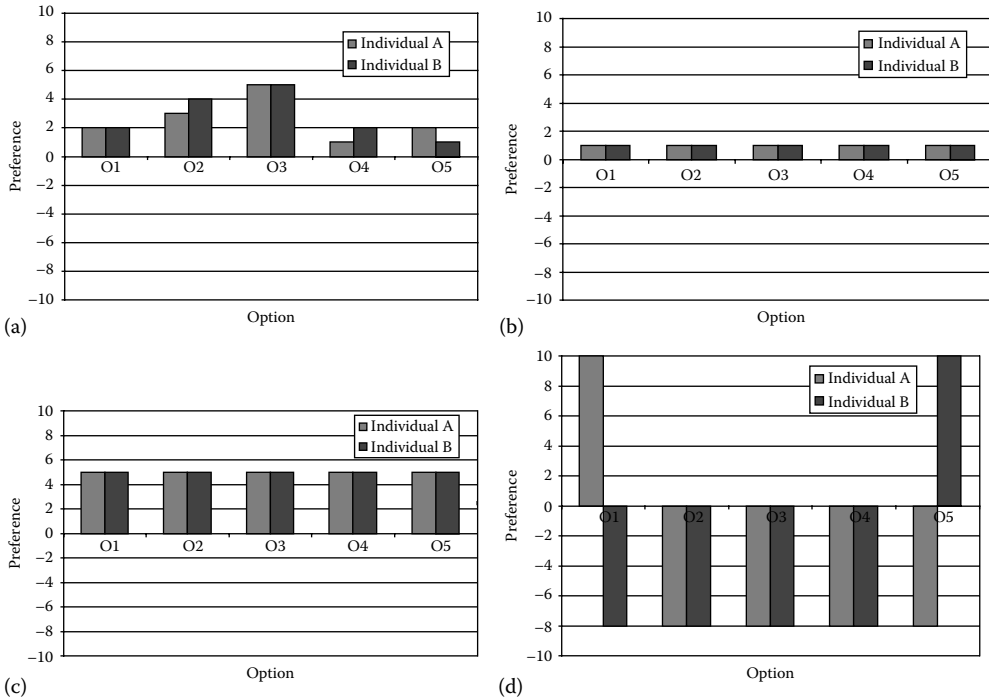 10
8
6
4
2
0
−2
−4
−6
−8
−10
Preference
Individual A
Individual B
O1 O2 O3 O4 O5
Option
(a)
10
8
6
4
2
0
−2
−4
−6
−8
−10
Preference
Individual A
Individual B
O1 O2 O3 O4 O5
Option
(b)
10
8
6
4
2
0
−2
−4
−6
−8
−10
Preference
Individual A
Individual B
O1 O2 O3 O4 O5
Option
(c)
10
8
6
4
2
0
−2
−4
−6
−8
−10
Preference
Individual A
Individual B
O1 O2 O3 O4 O5
Option
(d)